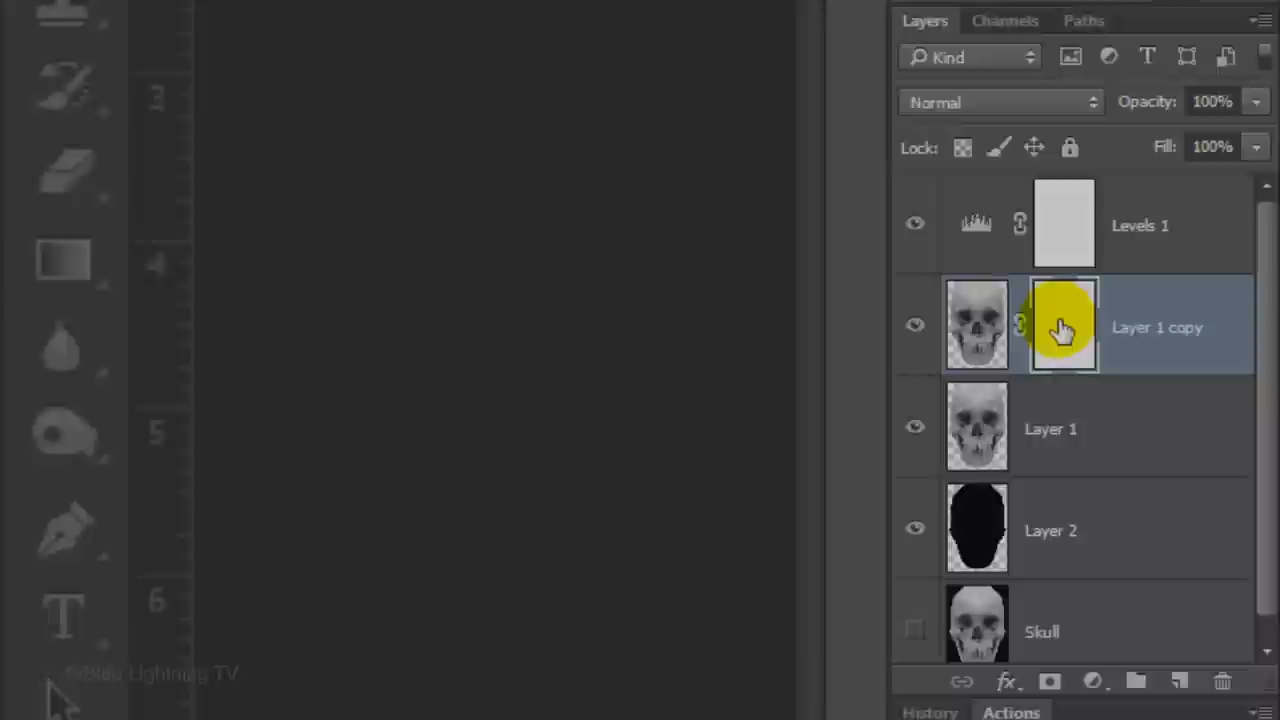 Layers Channels Paths
Kind T
Normal Opacity: 100%
3
Lock: Fill: 100%
Levels 1
4
Layer 1 copy
5
Layer 1
Layer 2
6
T
Skull
©Blue Lightning TV
fx
History Actions